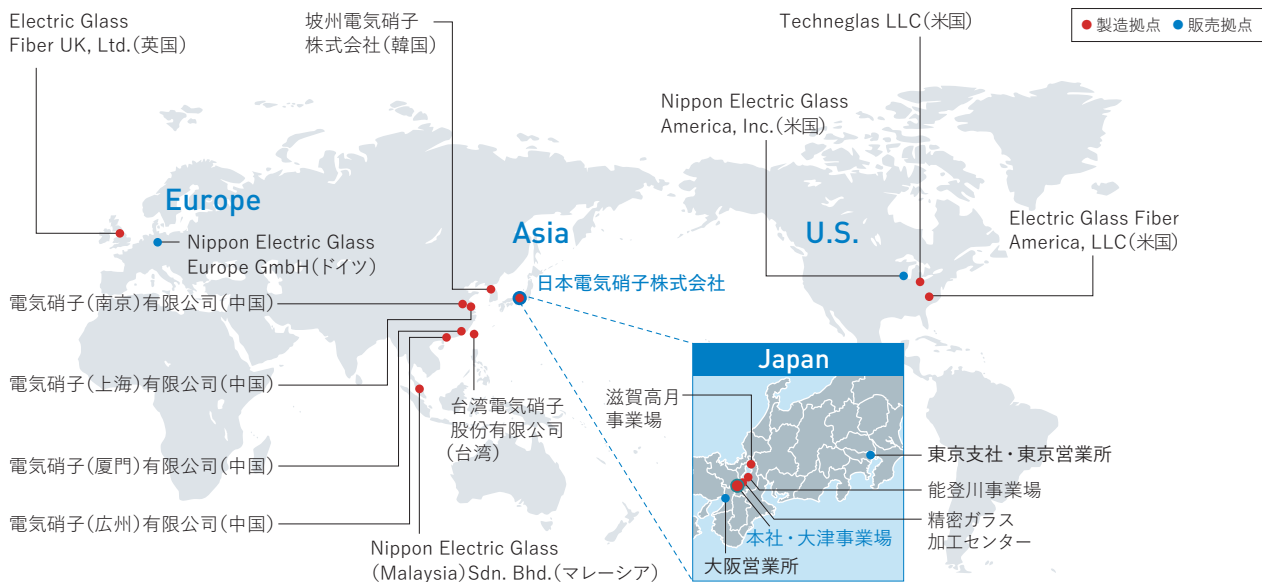 Electric Glass
Fiber UK, Ltd.(英国)
坡州電気硝子
株式会社(韓国)
Techneglas LLC(米国)
製造拠点 販売拠点
Nippon Electric Glass
America, Inc.(米国)
Europe
Asia
U.S.
Electric Glass Fiber
America, LLC(米国)
Nippon Electric Glass
Europe GmbH(ドイツ)
日本電気硝子株式会社
電気硝子(南京)有限公司(中国)
電気硝子(上海)有限公司(中国)
電気硝子(厦門)有限公司(中国)
電気硝子(広州)有限公司(中国)
台湾電気硝子
股份有限公司
(台湾)
Nippon Electric Glass
(Malaysia)Sdn. Bhd.(マレーシア)
Japan
滋賀高月
事業場
東京支社・東京営業所
能登川事業場
精密ガラス
加工センター
本社・大津事業場
大阪営業所